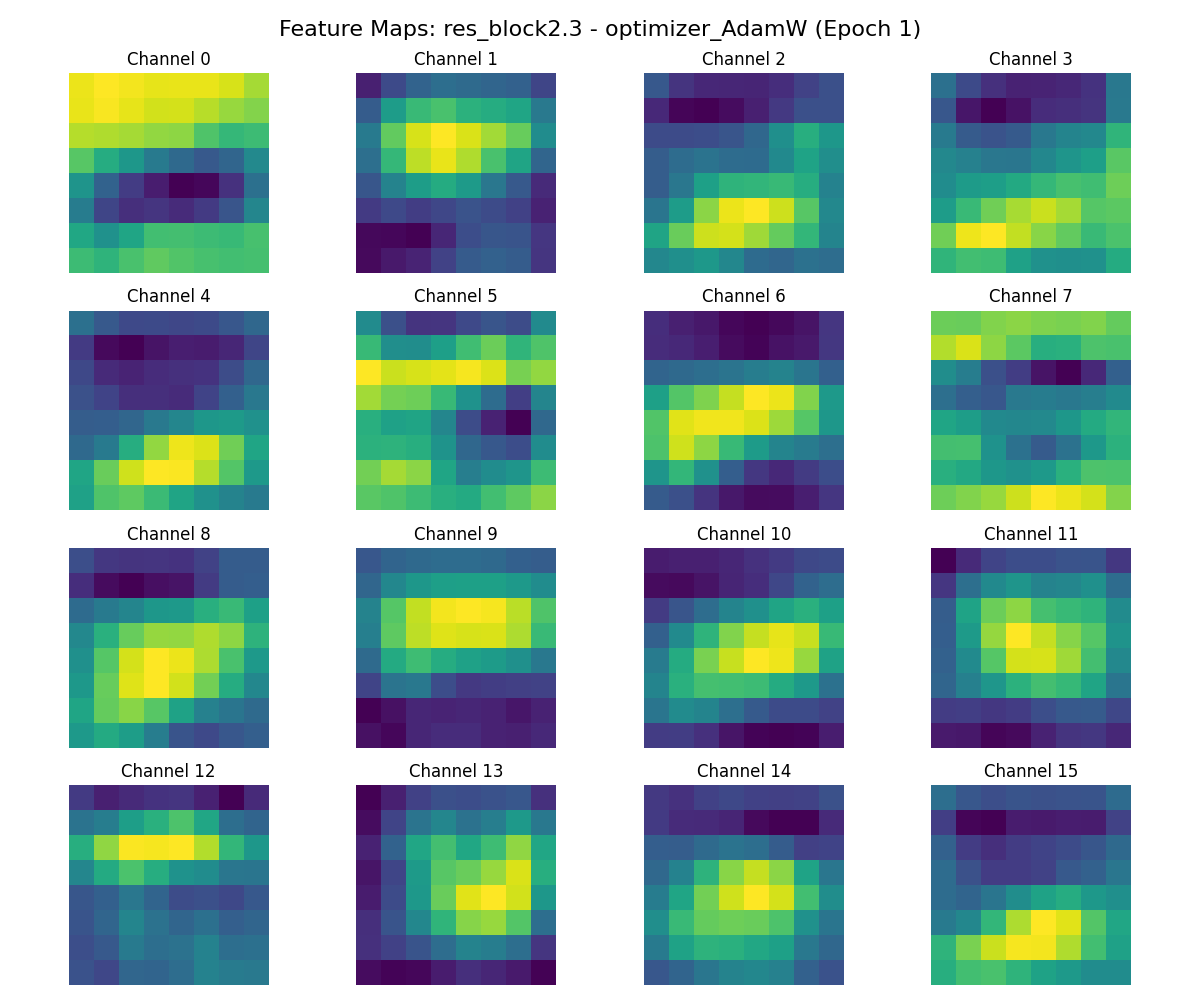 Feature Maps: res_block2.3 - optimizer_AdamW (Epoch 1)
Channel 0
Channel 1
Channel 2
Channel 3
Channel 4
Channel 5
Channel 6
Channel 7
Channel 8
Channel 9
Channel 10
Channel 11
Channel 12
Channel 13
Channel 14
Channel 15